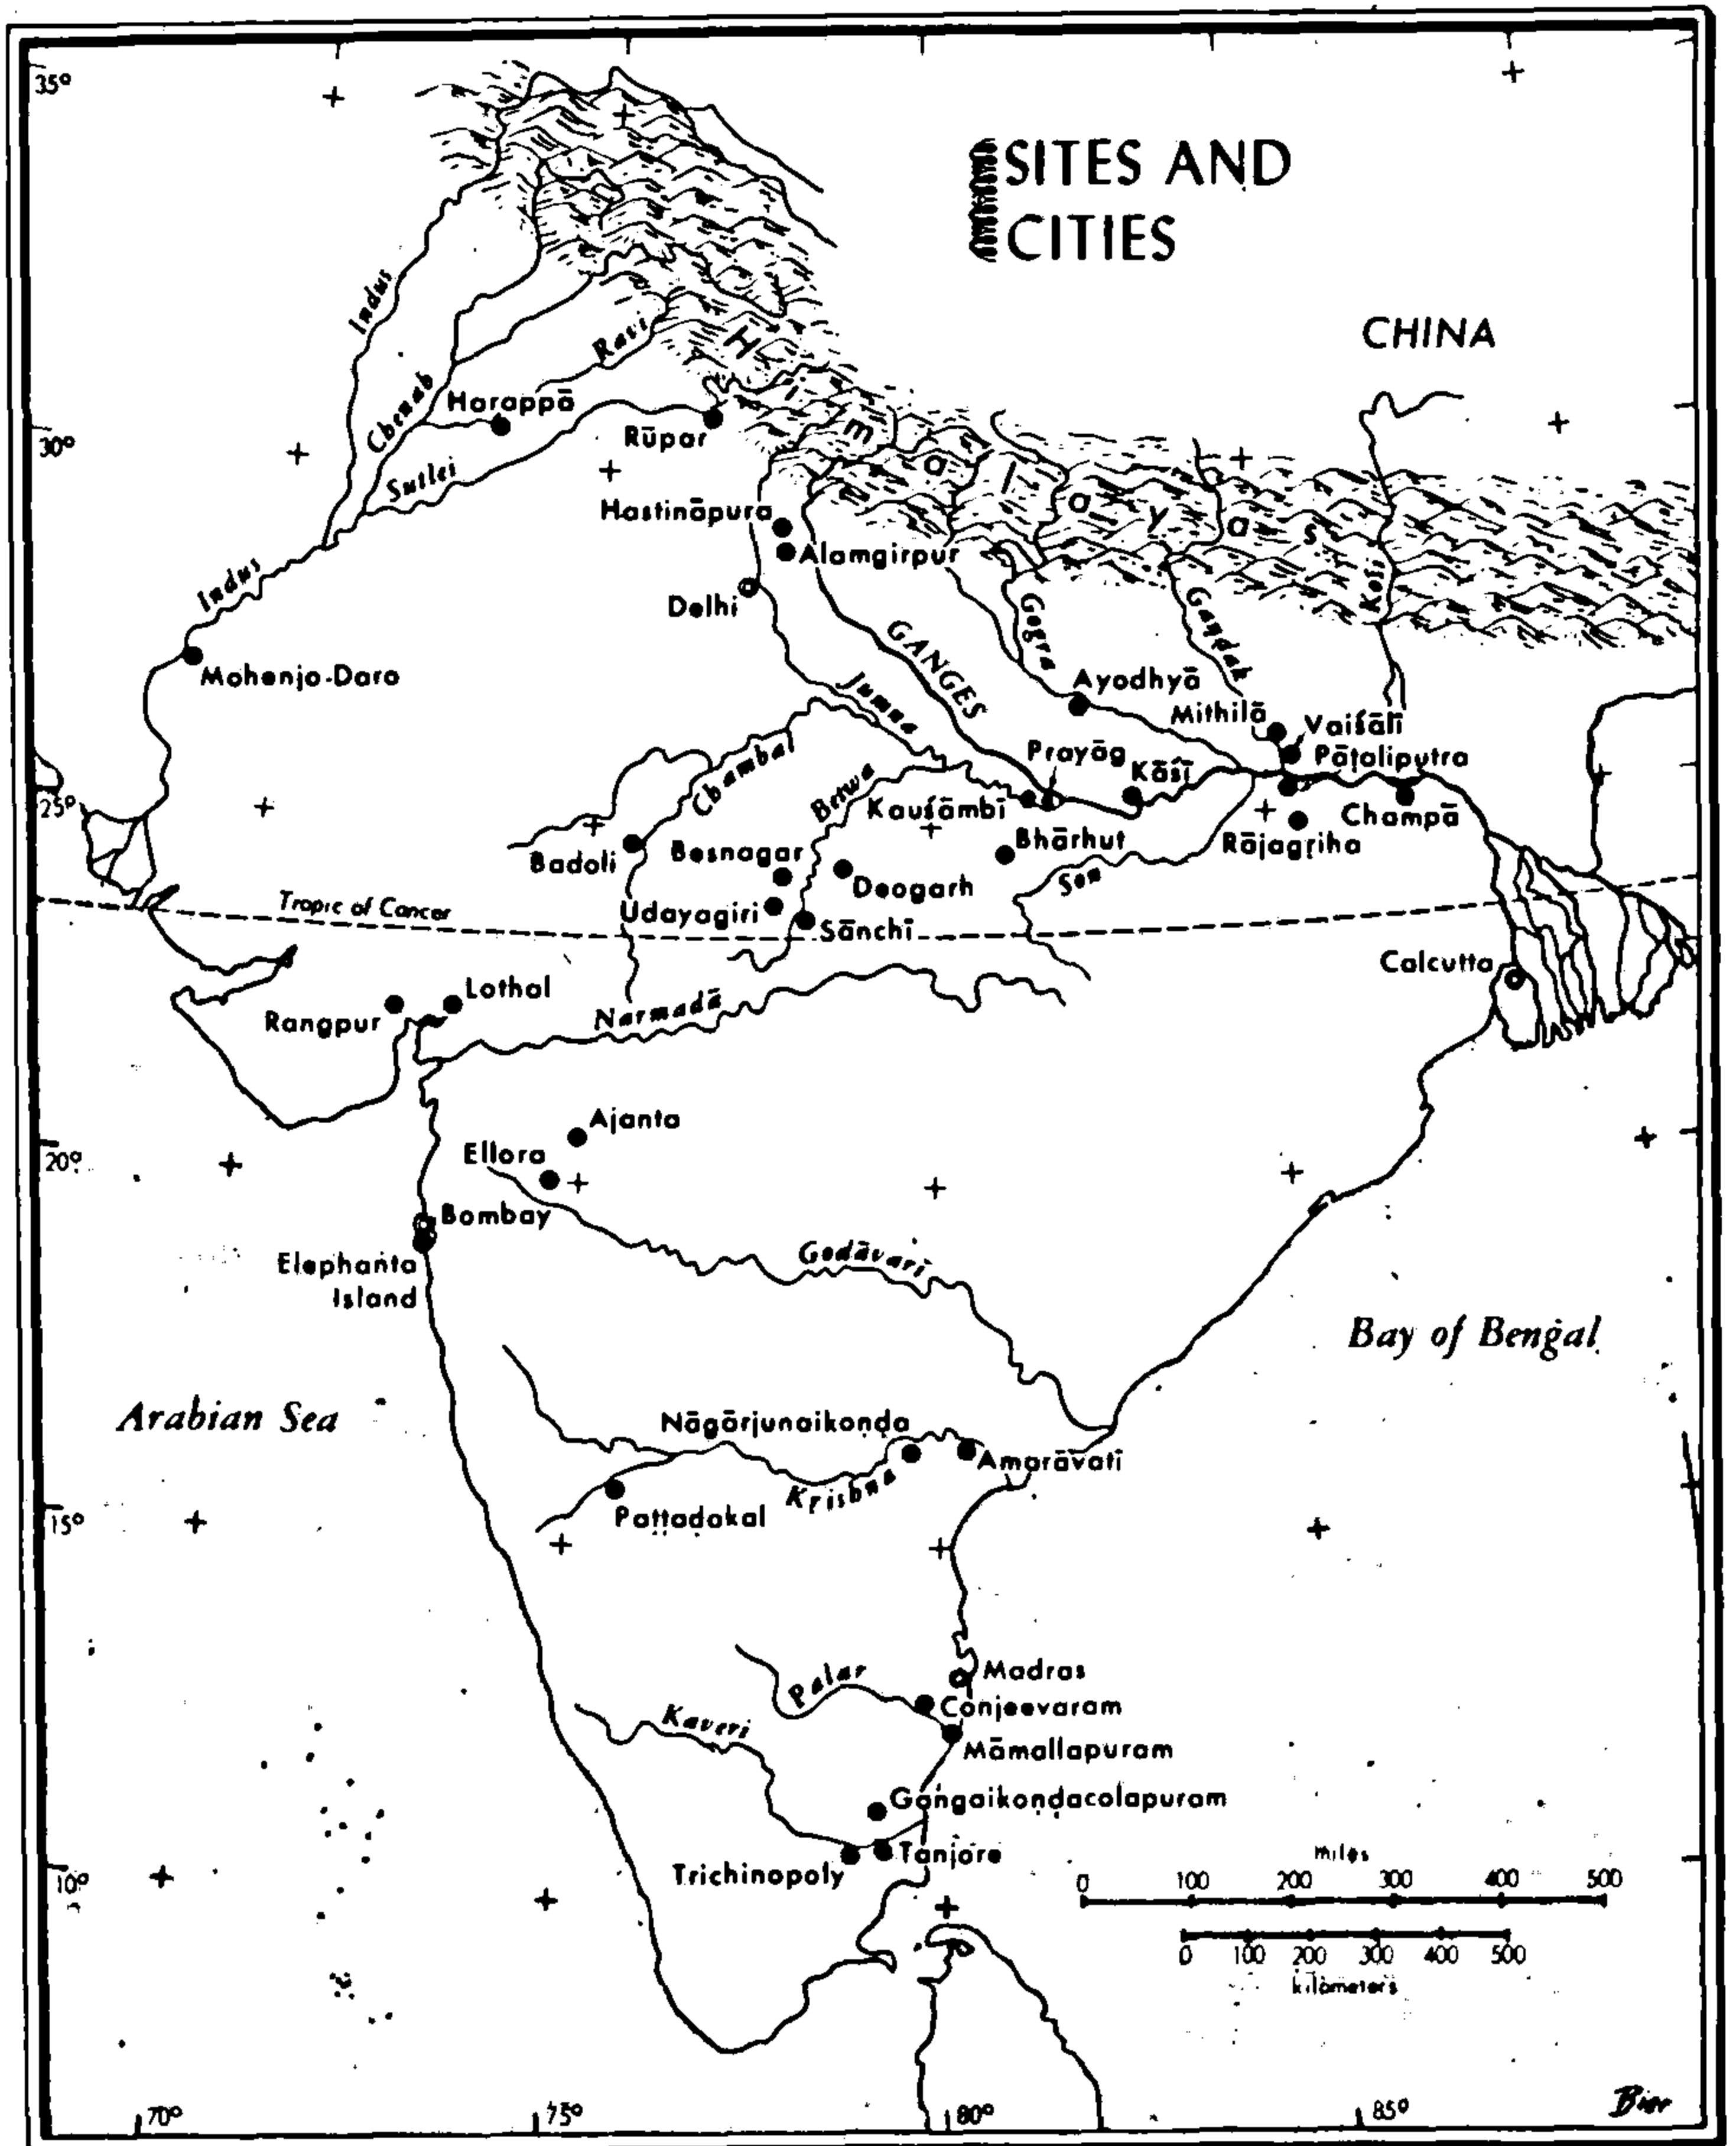 SITES AND
CITIES
35°
CHINA
Indus
Ravi
Chenab
Harappā
Rūpar
30°
Sutlej
Himalayas
Hastināpura
Alamgirpur
Indus
Delhi
Gogra
Gaṇḍak
Kosi
GANGES
Mohenjo-Daro
Jumna
Ayodhyā
Mithilā
Vaiśālī
Pāṭaliputra
Prayāg
Kāśī
Chambal
Betwa
25°
Kauśāmbī
Champā
Bhārhut
Rājagṛiha
Badoli
Besnagar
Deogarh
Son
Tropic of Cancer
Udayagiri
Sānchī
Calcutta
Lothal
Rangpur
Narmadā
Ajanta
Ellora
20°
Bombay
Elephanta
Island
Godāvarī
Bay of Bengal
Arabian Sea
Nāgārjunaikoṇḍa
Amarāvatī
Krishna
Paṭṭadakal
15°
Madras
Palar
Conjeevaram
Kaveri
Māmallapuram
Gangaikoṇḍacolapuram
Tanjore
Trichinopoly
10°
miles
0 100 200 300 400 500
0 100 200 300 400 500
kilometers
70° 75° 80° 85°
Bier